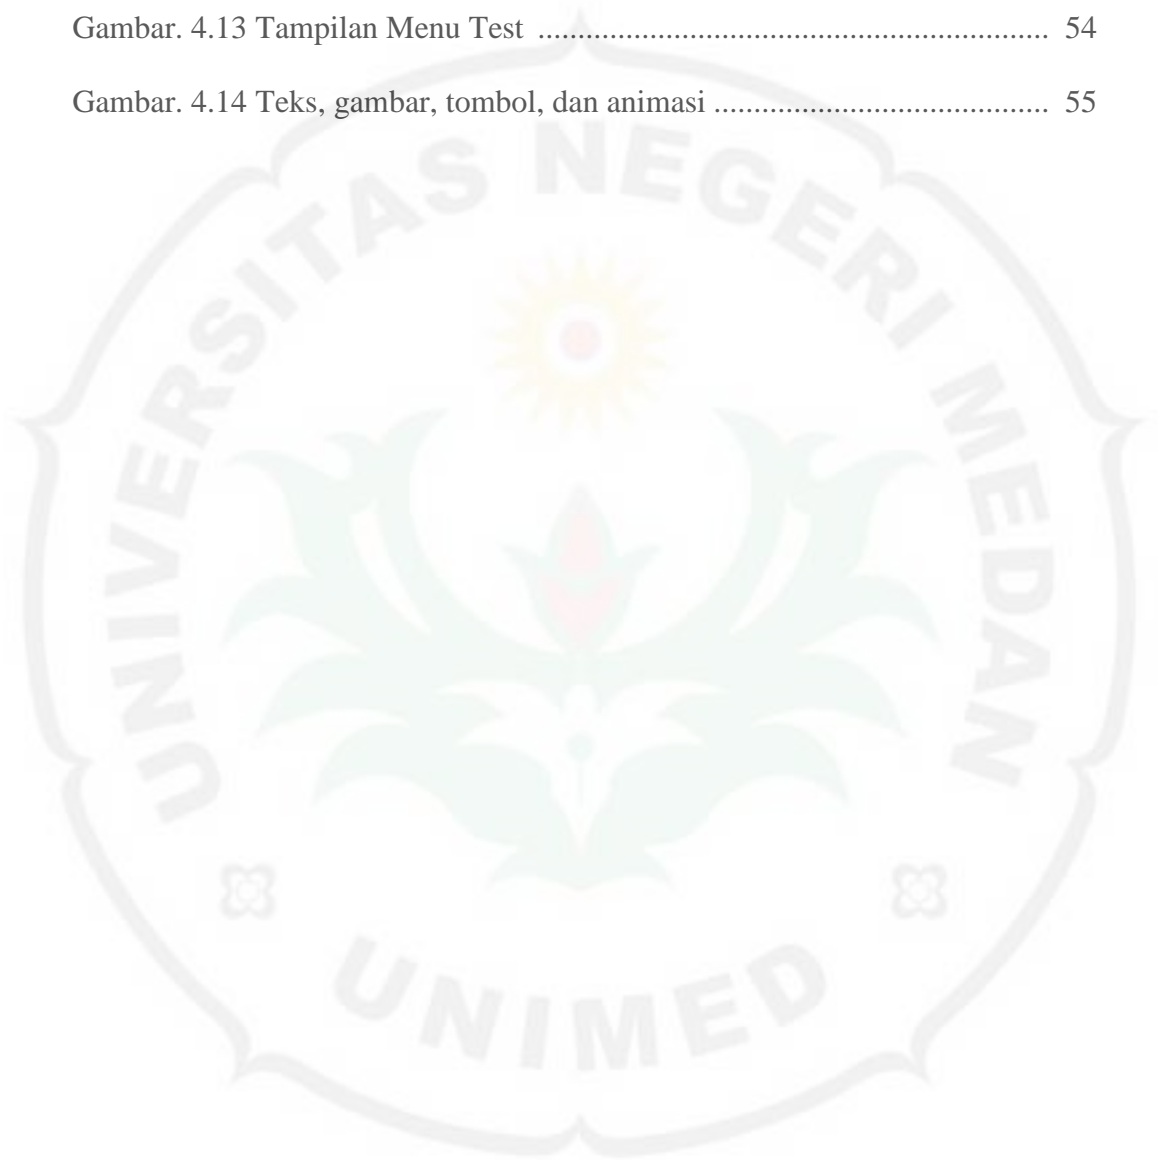 Gambar. 4.13 Tampilan Menu Test ............................................................ 54
Gambar. 4.14 Teks, gambar, tombol, dan animasi ....................................... 55
UNIVERSITAS NEGERI MEDAN
UNIMED